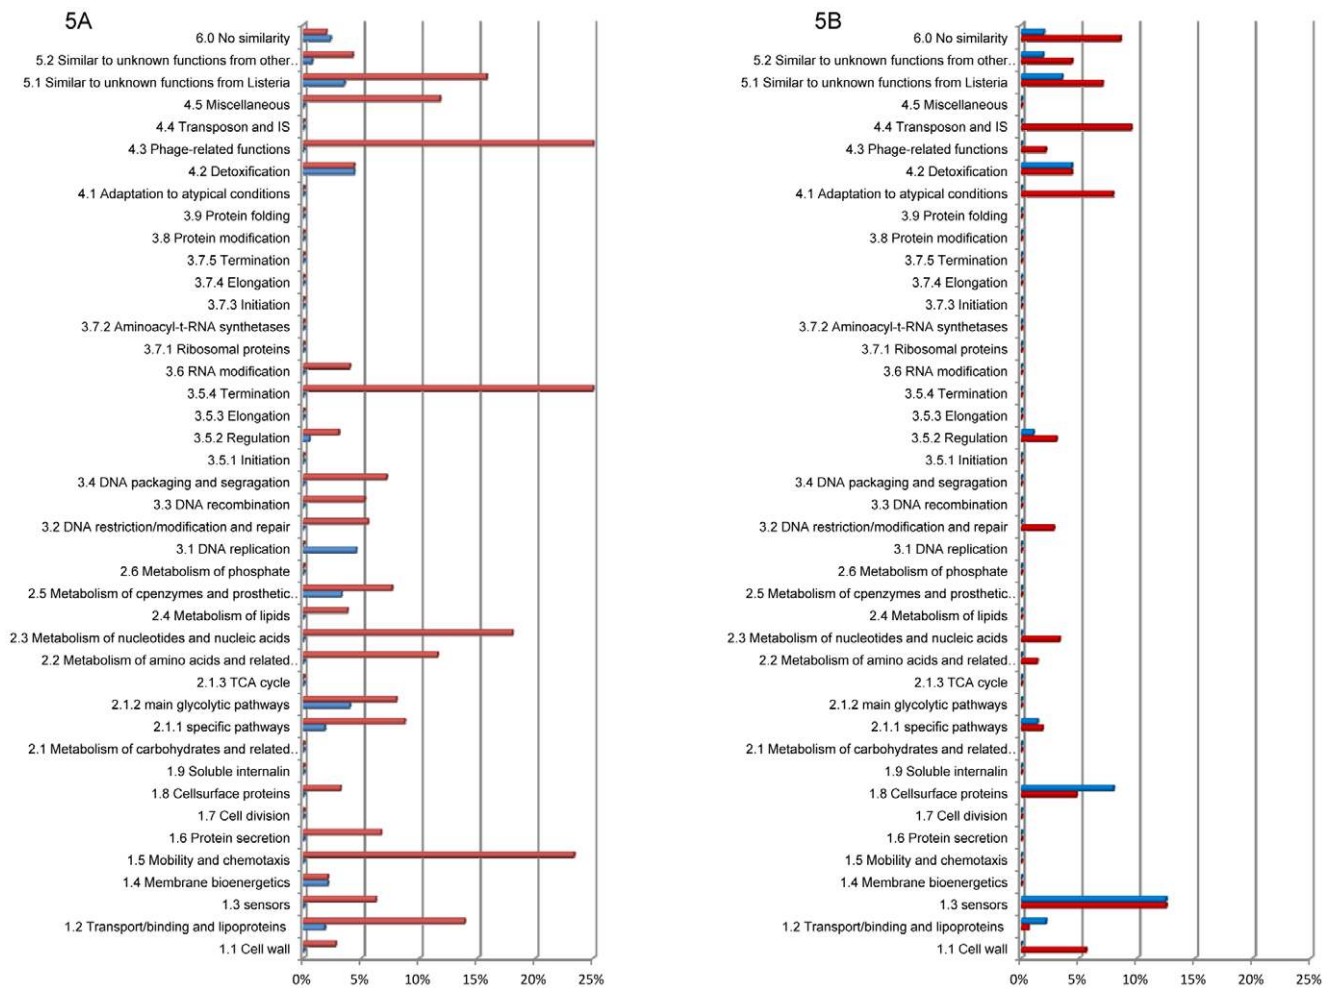 5A
6.0 No similarity
5.2 Similar to unknown functions from other..
5.1 Similar to unknown functions from Listeria
4.5 Miscellaneous
4.4 Transposon and IS
4.3 Phage-related functions
4.2 Detoxification
4.1 Adaptation to atypical conditions
3.9 Protein folding
3.8 Protein modification
3.7.5 Termination
3.7.4 Elongation
3.7.3 Initiation
3.7.2 Aminoacyl-t-RNA synthetases
3.7.1 Ribosomal proteins
3.6 RNA modification
3.5.4 Termination
3.5.3 Elongation
3.5.2 Regulation
3.5.1 Initiation
3.4 DNA packaging and segragation
3.3 DNA recombination
3.2 DNA restriction/modification and repair
3.1 DNA replication
2.6 Metabolism of phosphate
2.5 Metabolism of cpenzymes and prosthetic..
2.4 Metabolism of lipids
2.3 Metabolism of nucleotides and nucleic acids
2.2 Metabolism of amino acids and related..
2.1.3 TCA cycle
2.1.2 main glycolytic pathways
2.1.1 specific pathways
2.1 Metabolism of carbohydrates and related..
1.9 Soluble internalin
1.8 Cellsurface proteins
1.7 Cell division
1.6 Protein secretion
1.5 Mobility and chemotaxis
1.4 Membrane bioenergetics
1.3 sensors
1.2 Transport/binding and lipoproteins
1.1 Cell wall
0% 5% 10% 15% 20% 25%
5B
6.0 No similarity
5.2 Similar to unknown functions from other..
5.1 Similar to unknown functions from Listeria
4.5 Miscellaneous
4.4 Transposon and IS
4.3 Phage-related functions
4.2 Detoxification
4.1 Adaptation to atypical conditions
3.9 Protein folding
3.8 Protein modification
3.7.5 Termination
3.7.4 Elongation
3.7.3 Initiation
3.7.2 Aminoacyl-t-RNA synthetases
3.7.1 Ribosomal proteins
3.6 RNA modification
3.5.4 Termination
3.5.3 Elongation
3.5.2 Regulation
3.5.1 Initiation
3.4 DNA packaging and segragation
3.3 DNA recombination
3.2 DNA restriction/modification and repair
3.1 DNA replication
2.6 Metabolism of phosphate
2.5 Metabolism of cpenzymes and prosthetic..
2.4 Metabolism of lipids
2.3 Metabolism of nucleotides and nucleic acids
2.2 Metabolism of amino acids and related..
2.1.3 TCA cycle
2.1.2 main glycolytic pathways
2.1.1 specific pathways
2.1 Metabolism of carbohydrates and related..
1.9 Soluble internalin
1.8 Cellsurface proteins
1.7 Cell division
1.6 Protein secretion
1.5 Mobility and chemotaxis
1.4 Membrane bioenergetics
1.3 sensors
1.2 Transport/binding and lipoproteins
1.1 Cell wall
0% 5% 10% 15% 20% 25%